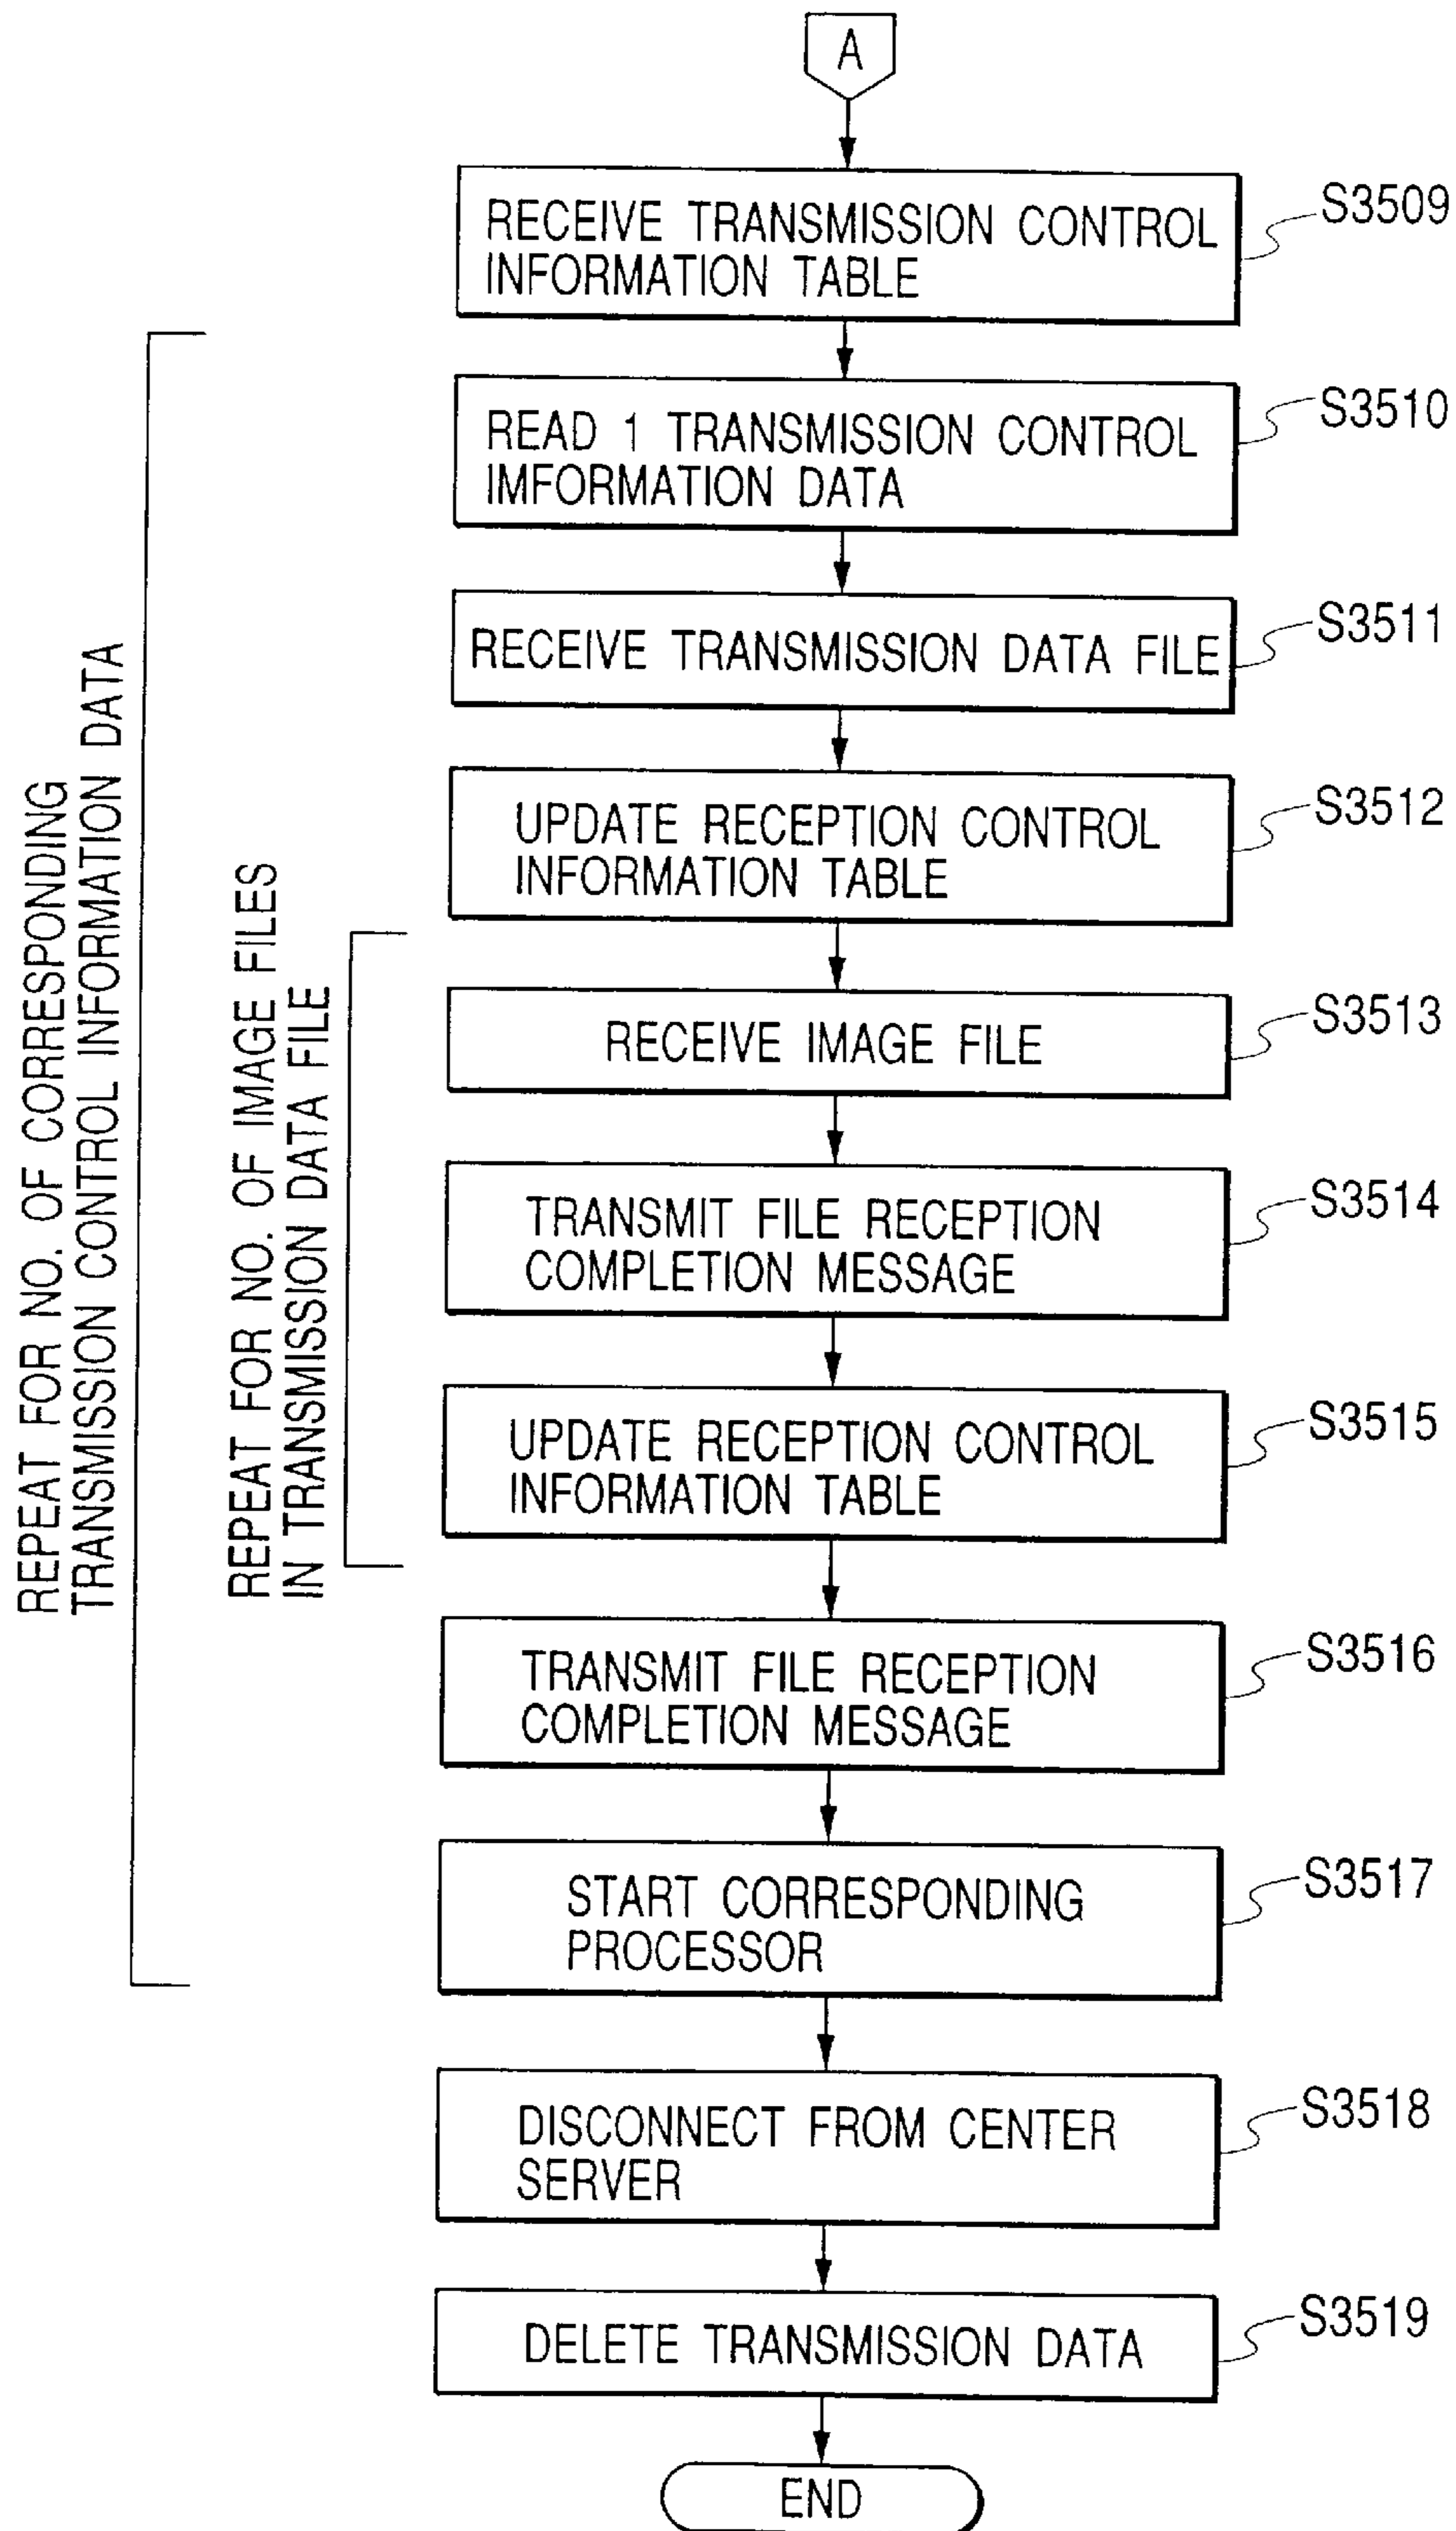 A
RECEIVE TRANSMISSION CONTROL
INFORMATION TABLE
S3509
READ 1 TRANSMISSION CONTROL
IMFORMATION DATA
S3510
RECEIVE TRANSMISSION DATA FILE
S3511
UPDATE RECEPTION CONTROL
INFORMATION TABLE
S3512
RECEIVE IMAGE FILE
S3513
TRANSMIT FILE RECEPTION
COMPLETION MESSAGE
S3514
UPDATE RECEPTION CONTROL
INFORMATION TABLE
S3515
TRANSMIT FILE RECEPTION
COMPLETION MESSAGE
S3516
START CORRESPONDING
PROCESSOR
S3517
DISCONNECT FROM CENTER
SERVER
S3518
DELETE TRANSMISSION DATA
S3519
END
REPEAT FOR NO. OF CORRESPONDING
TRANSMISSION CONTROL INFORMATION DATA
REPEAT FOR NO. OF IMAGE FILES
IN TRANSMISSION DATA FILE